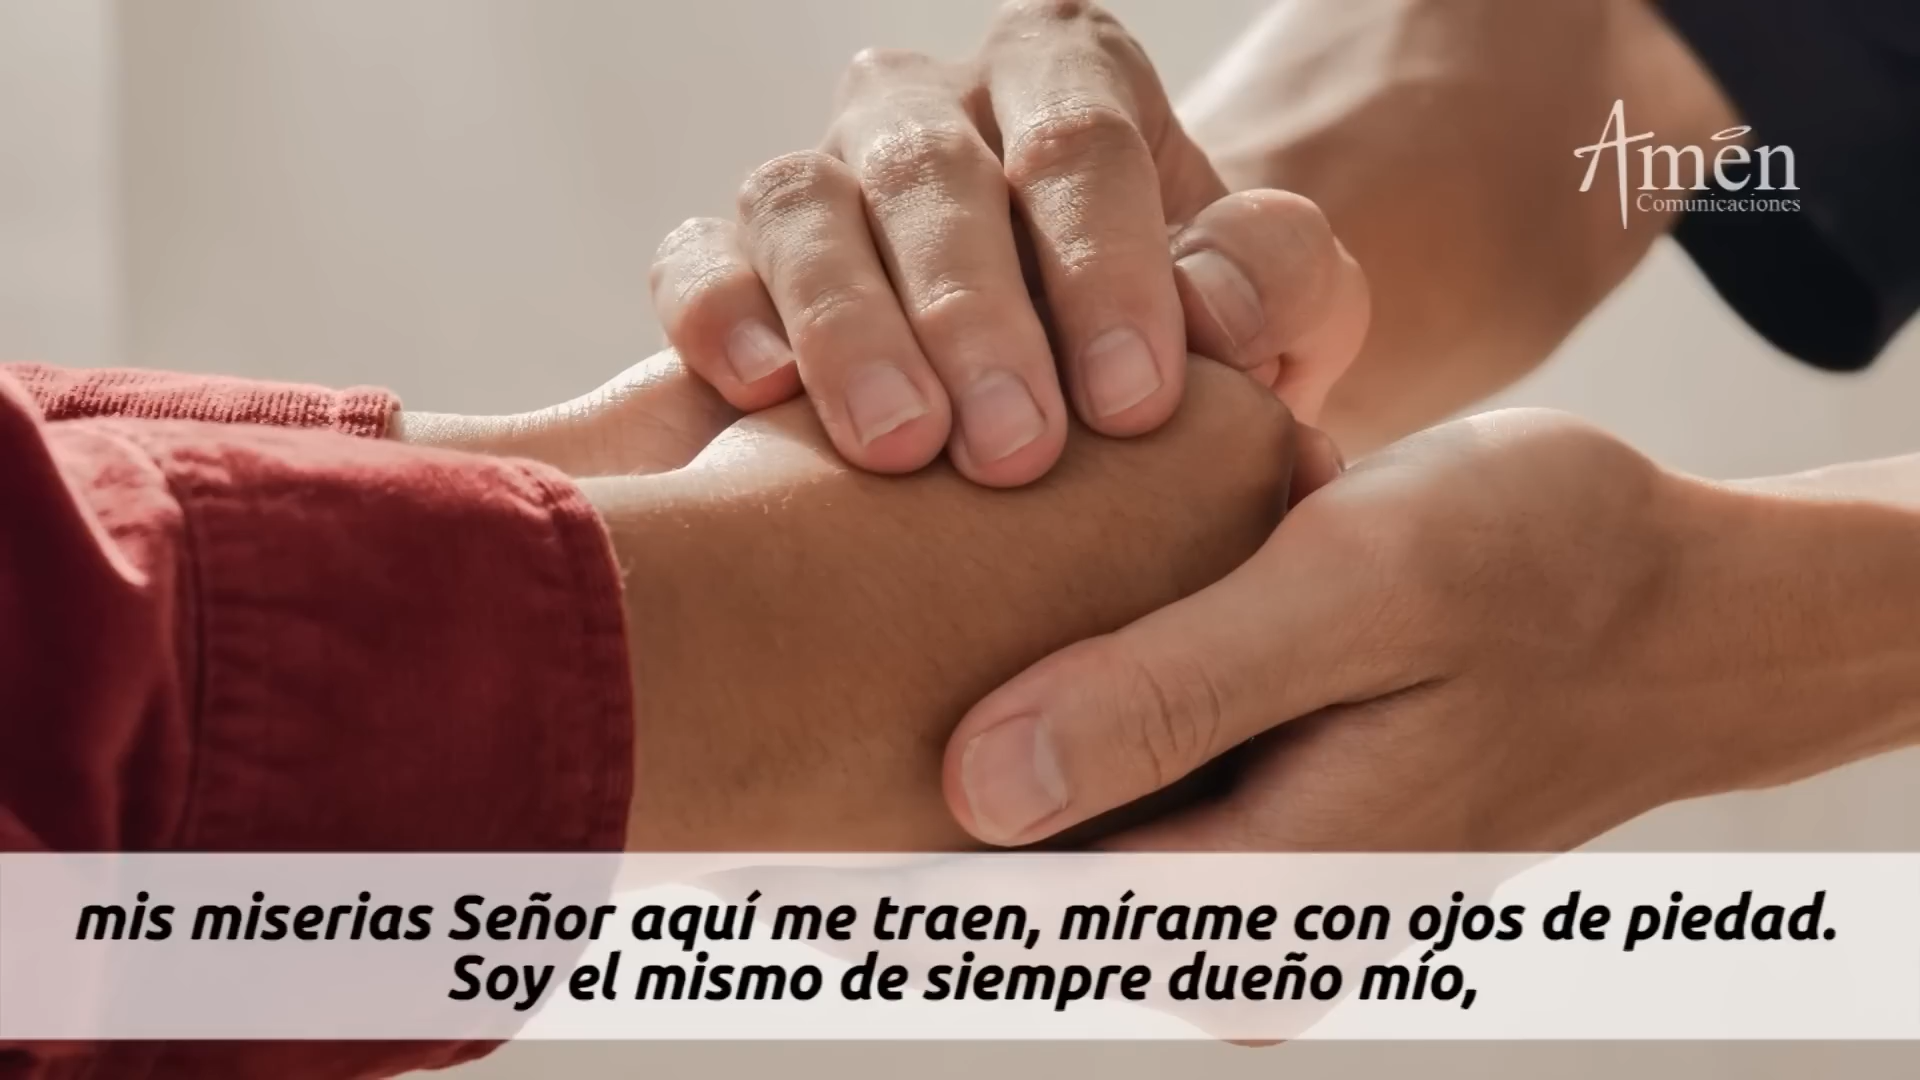 Amén
Comunicaciones
mis miserias Señor aquí me traen, mírame con ojos de piedad.
Soy el mismo de siempre dueño mío,